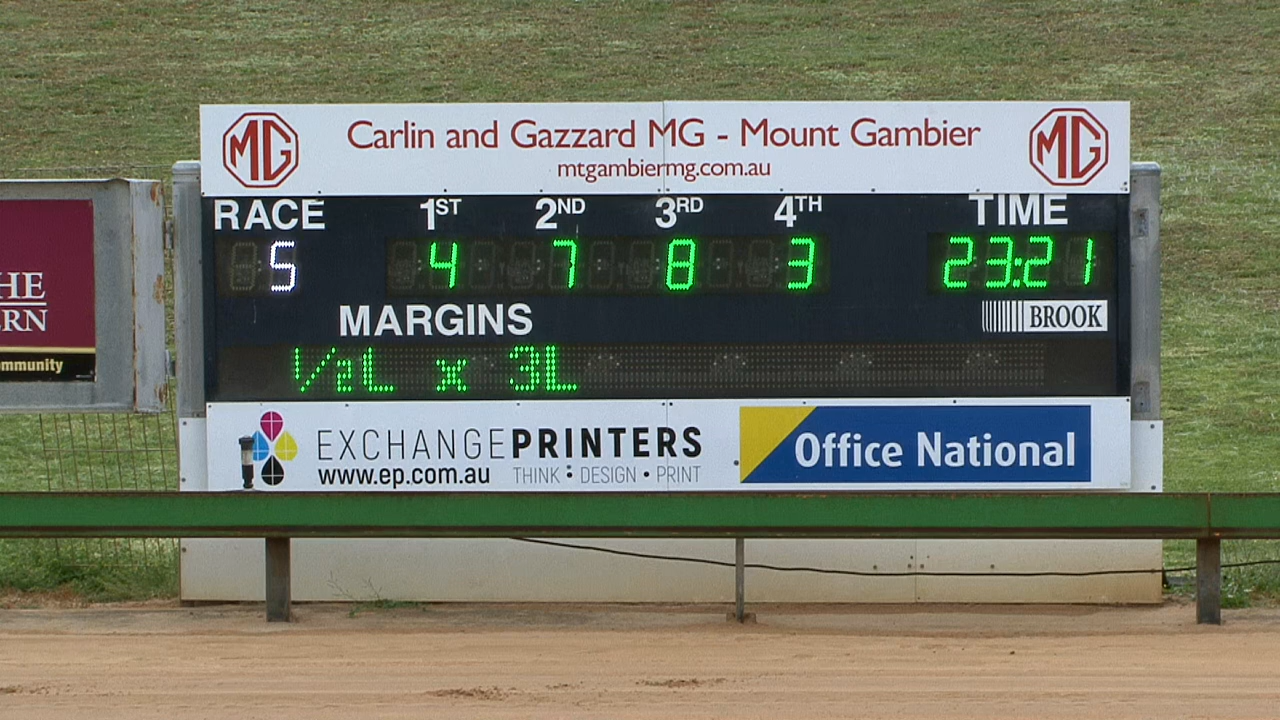 MG Carlin and Gazzard MG - Mount Gambier MG
mtgambiermg.com.au
RACE 1ST 2ND 3RD 4TH TIME
5 4 7 8 3 23:21
MARGINS BROOK
1/2L x 3L
HE
RN
mmunity
EXCHANGEPRINTERS
www.ep.com.au THINK : DESIGN • PRINT
Office National